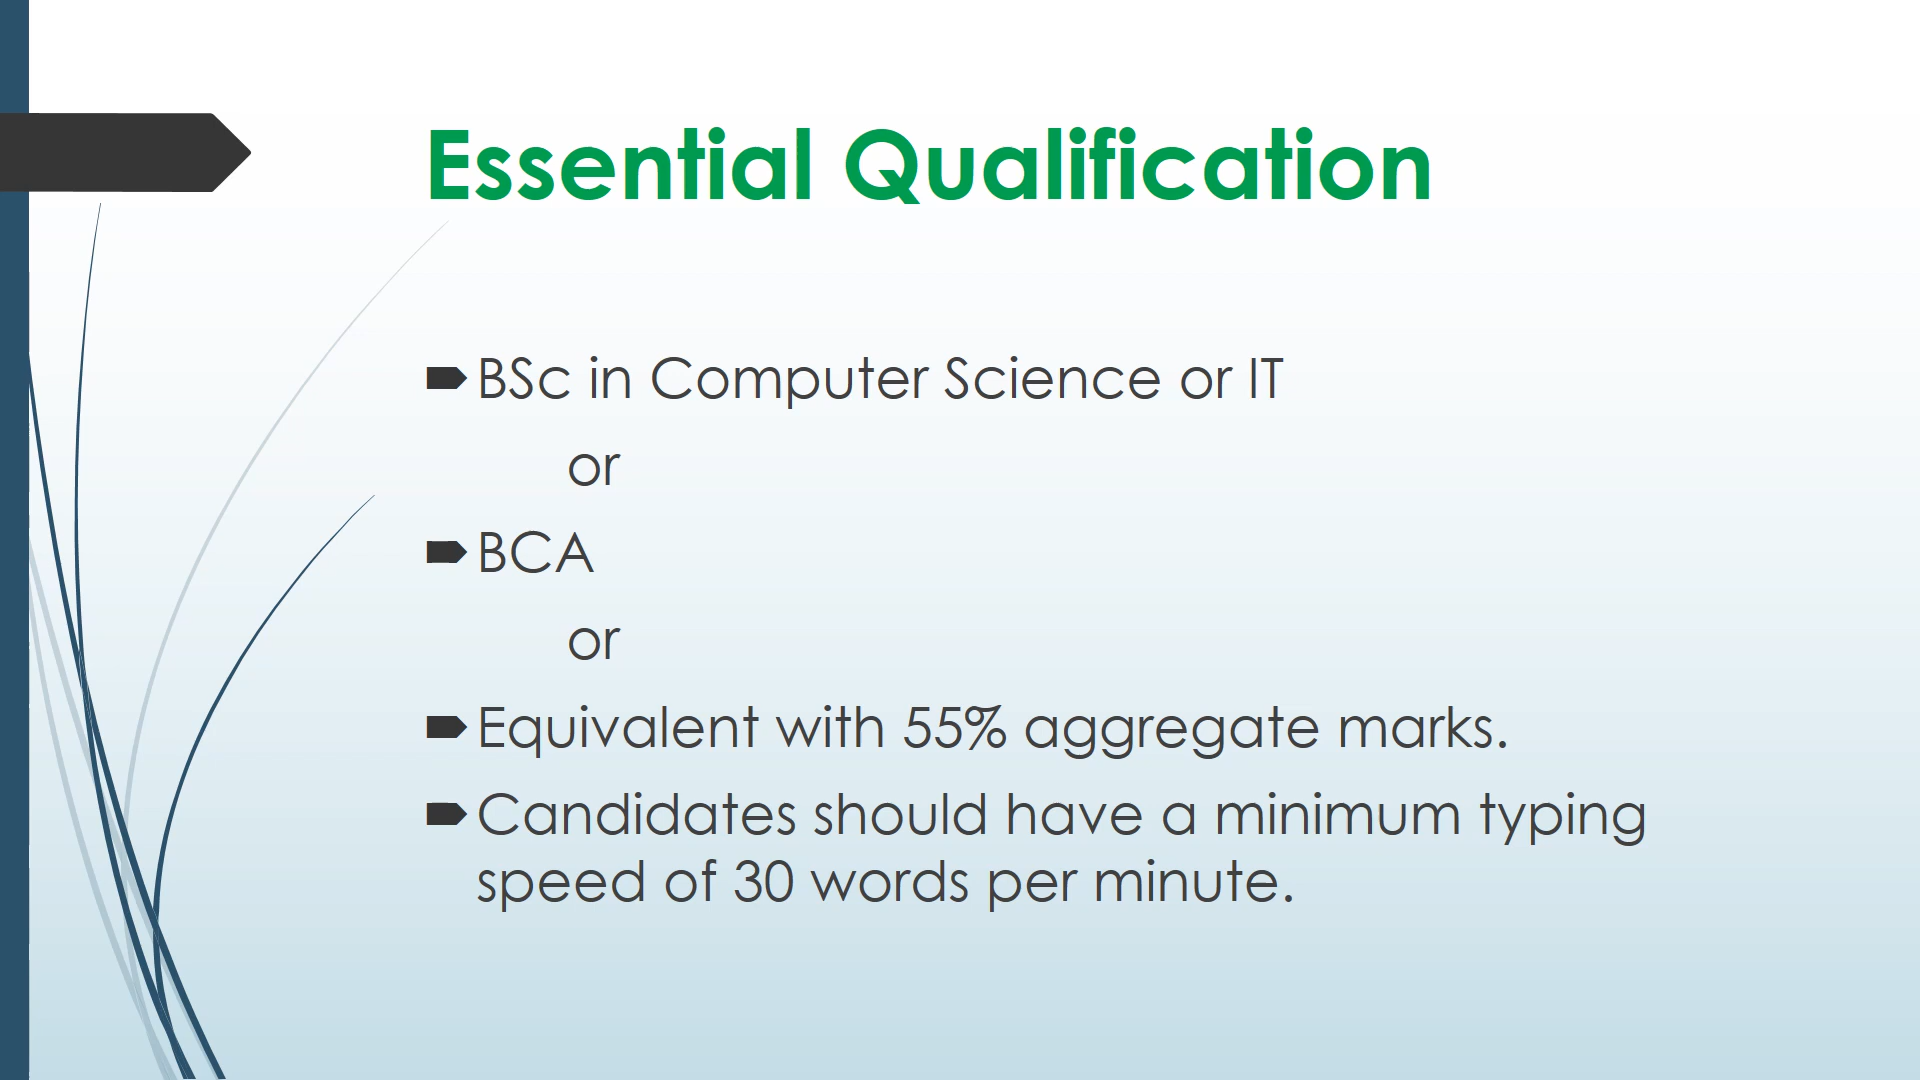 Essential Qualification
BSc in Computer Science or IT
or
BCA
or
Equivalent with 55% aggregate marks.
Candidates should have a minimum typing
speed of 30 words per minute.